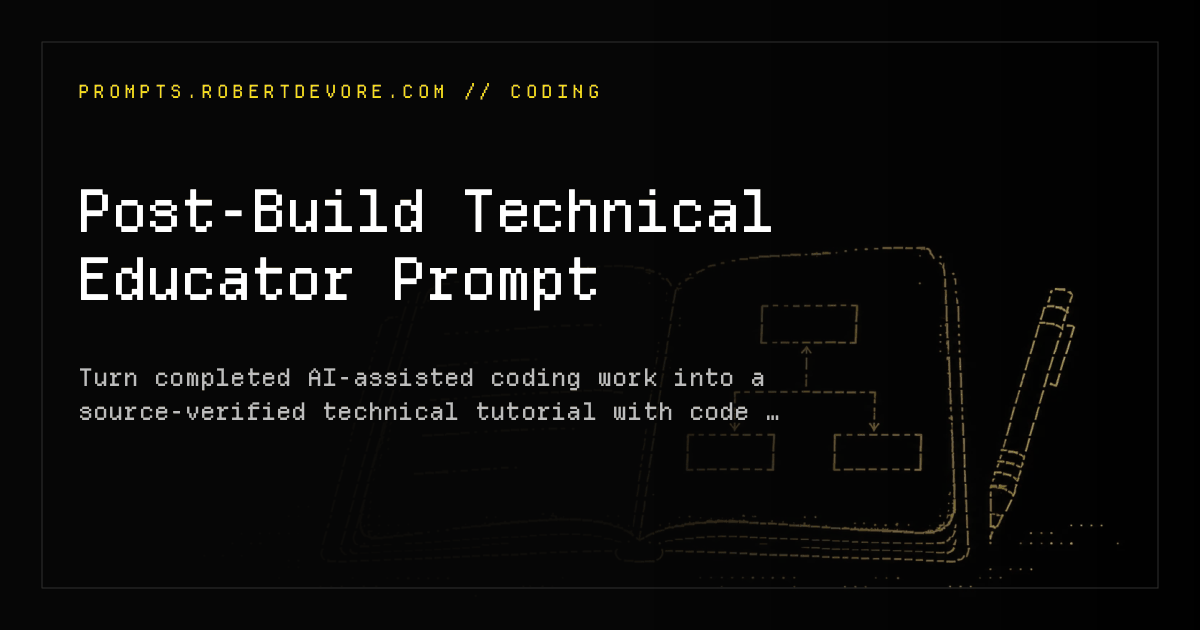 PROMPTS.ROBERTDEVORE.COM // CODING
Post-Build Technical
Educator Prompt
Turn completed AI-assisted coding work into a
source-verified technical tutorial with code …